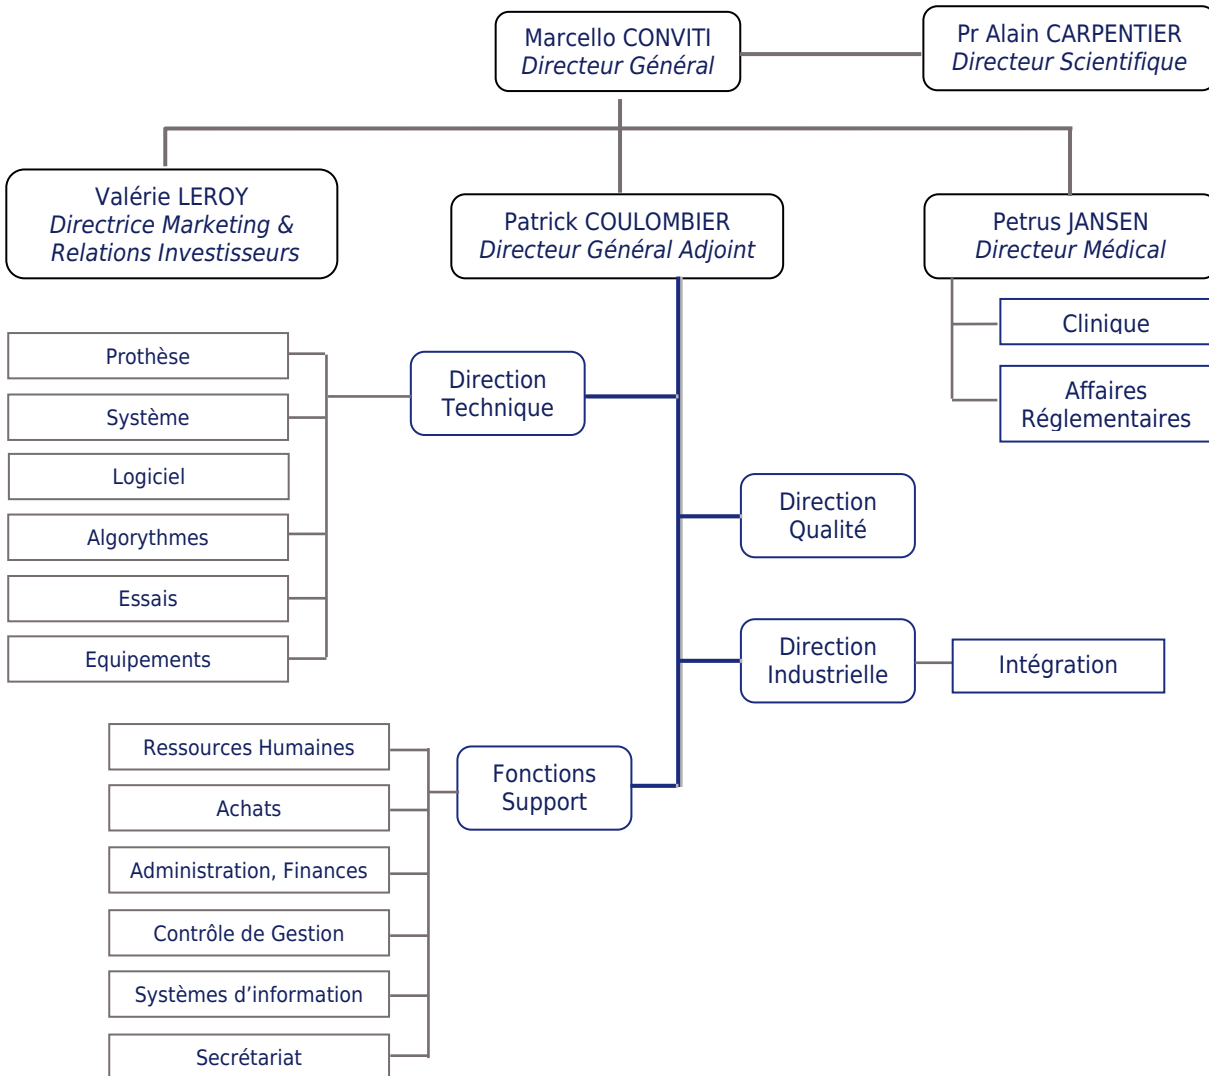 Marcello CONVITI
Directeur Général
Pr Alain CARPENTIER
Directeur Scientifique
Valérie LEROY
Directrice Marketing &
Relations Investisseurs
Patrick COULOMBIER
Directeur Général Adjoint
Petrus JANSEN
Directeur Médical
Clinique
Affaires
Réglementaires
Prothèse
Système
Logiciel
Algorythmes
Essais
Equipements
Direction
Technique
Direction
Qualité
Direction
Industrielle
Intégration
Fonctions
Support
Ressources Humaines
Achats
Administration, Finances
Contrôle de Gestion
Systèmes d’information
Secrétariat